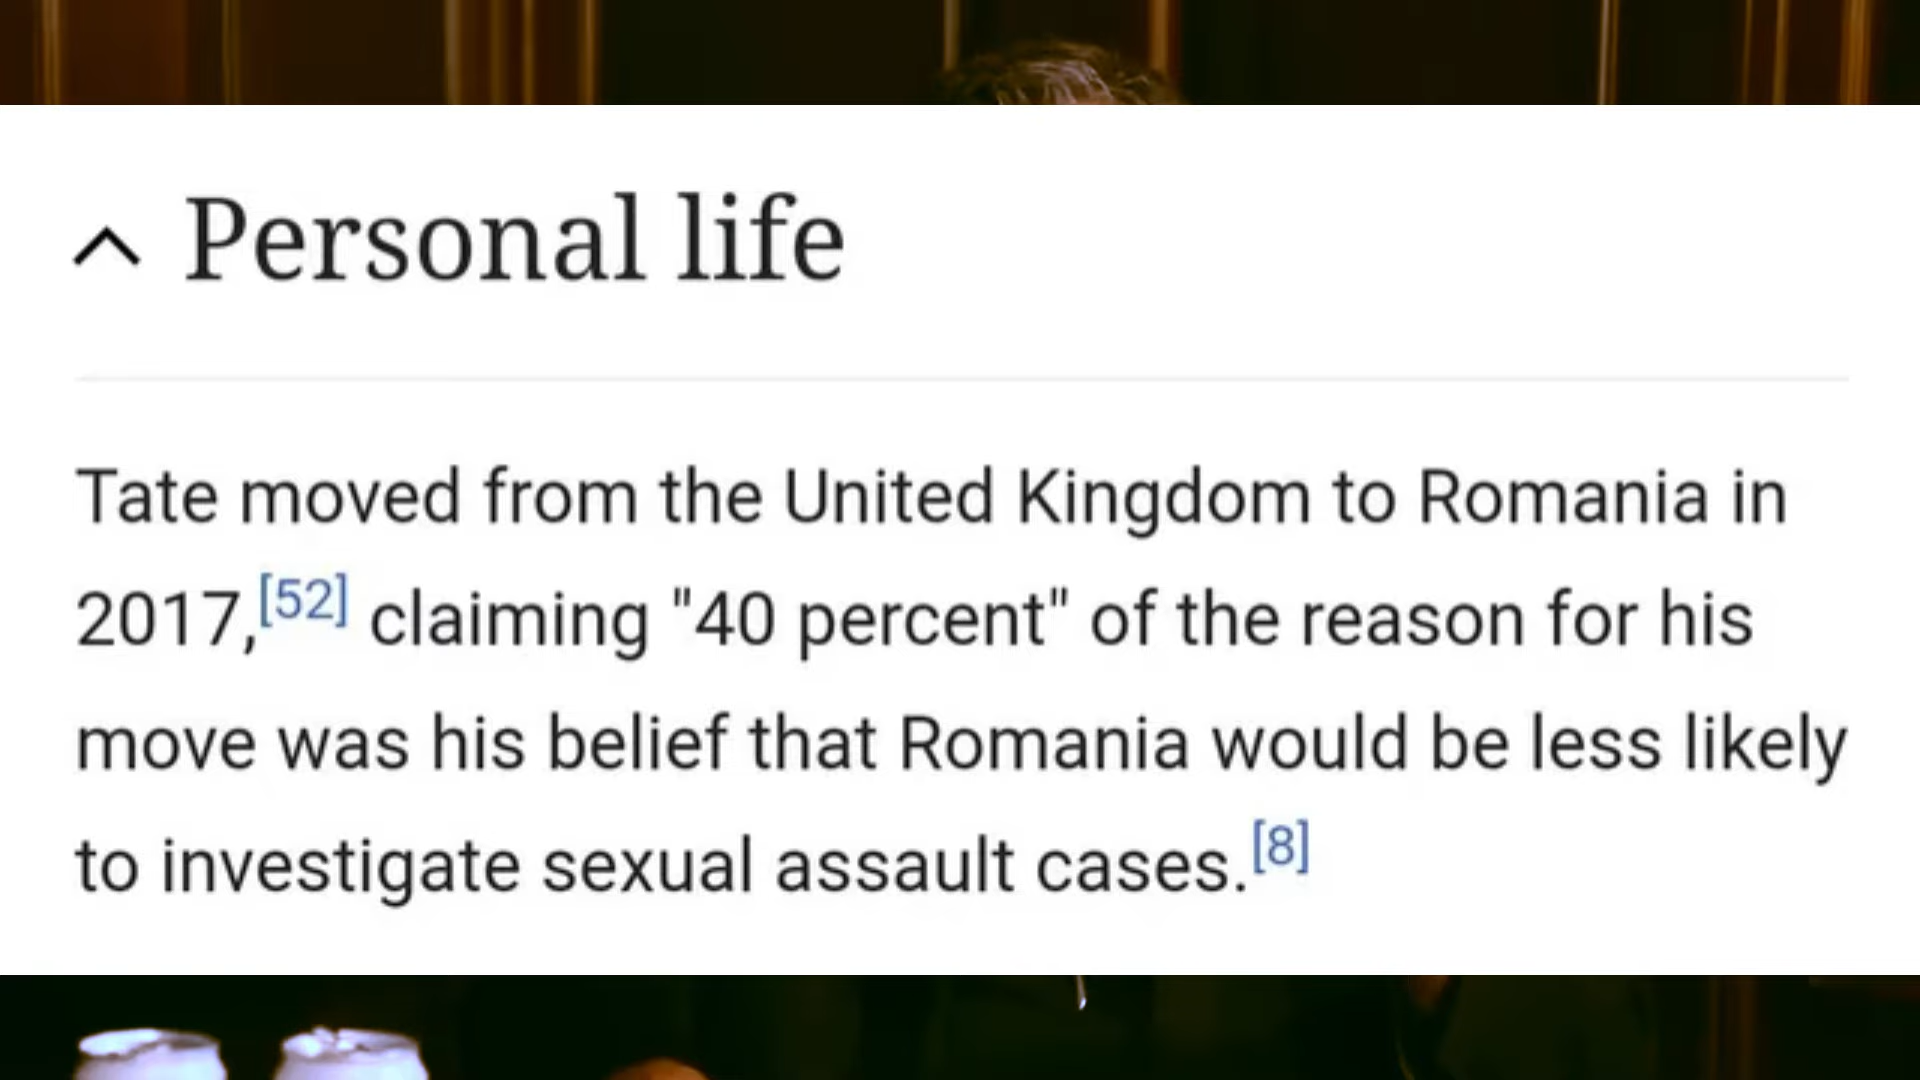 Personal life
Tate moved from the United Kingdom to Romania in
2017,[52] claiming "40 percent" of the reason for his
move was his belief that Romania would be less likely
to investigate sexual assault cases.[8]